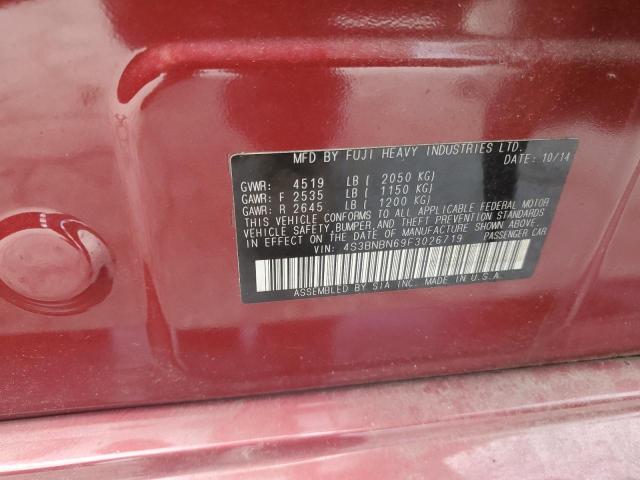 MFD BY FUJI HEAVY INDUSTRIES LTD.
DATE: 10/14
GVWR: 4519 LB ( 2050 KG)
GAWR: F 2535 LB ( 1150 KG)
GAWR: R 2645 LB ( 1200 KG)
THIS VEHICLE CONFORMS TO ALL APPLICABLE FEDERAL MOTOR
VEHICLE SAFETY, BUMPER, AND THEFT PREVENTION STANDARDS
IN EFFECT ON THE DATE OF MANUFACTURE SHOWN ABOVE.
VIN: 4S3BNBN69F3026719 PASSENGER CAR
ASSEMBLED BY SIA INC. MADE IN U.S.A.